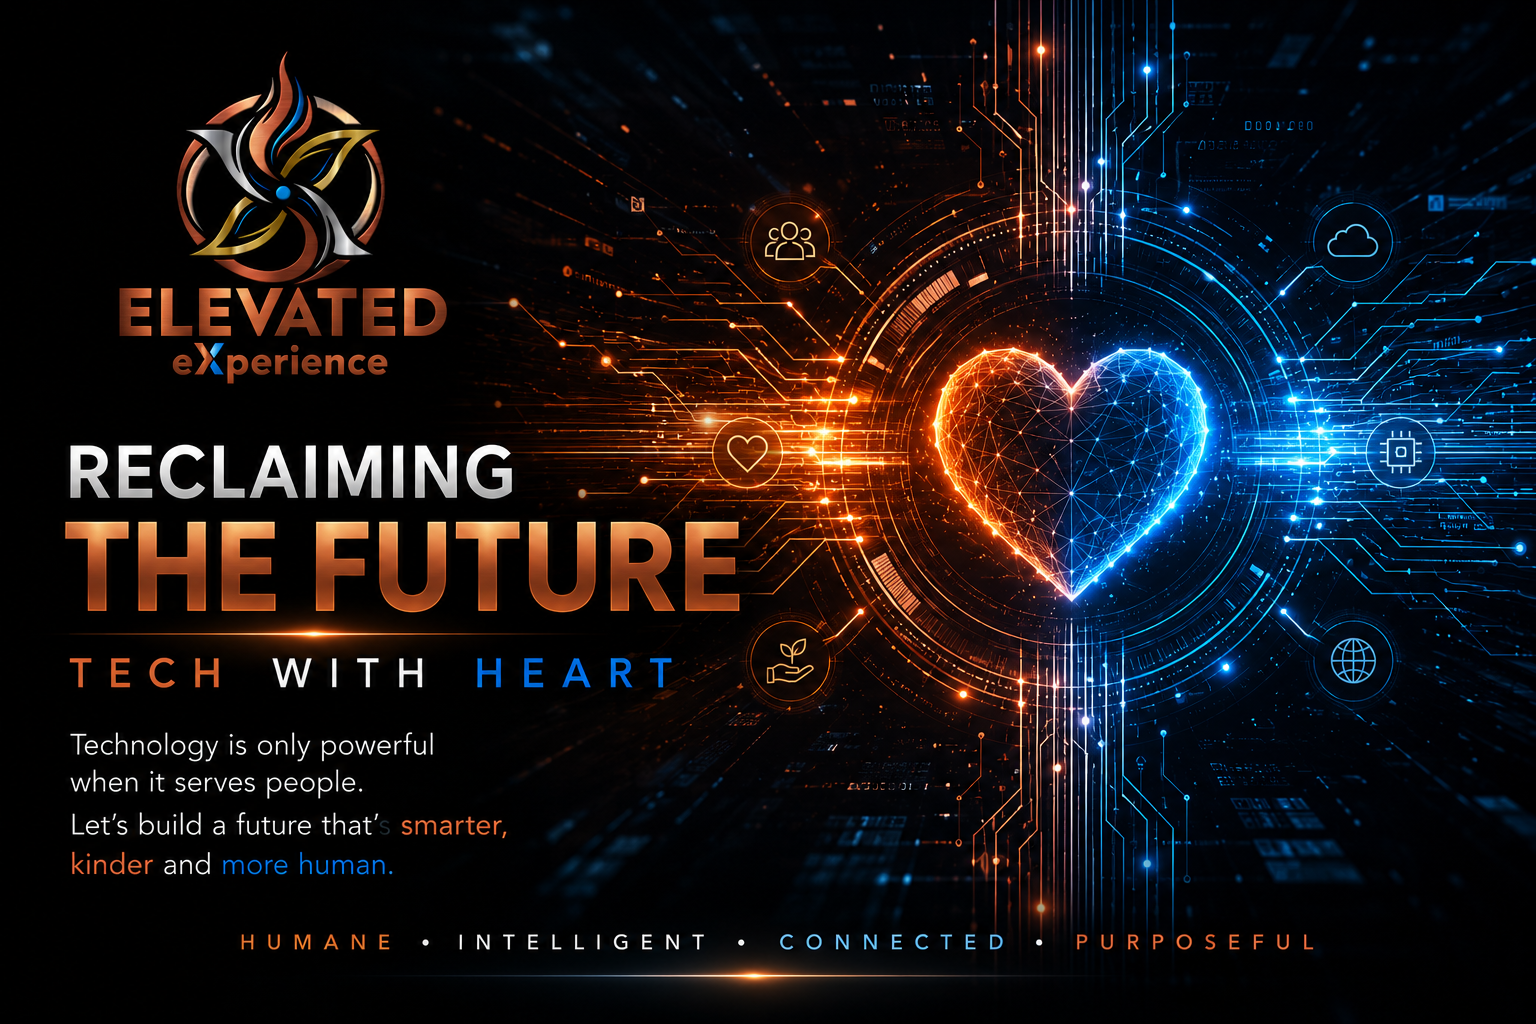 ELEVATED
eXperience
RECLAIMING
THE FUTURE
TECH WITH HEART
Technology is only powerful
when it serves people.
Let's build a future that's smarter,
kinder and more human.
HUMANE • INTELLIGENT • CONNECTED • PURPOSEFUL